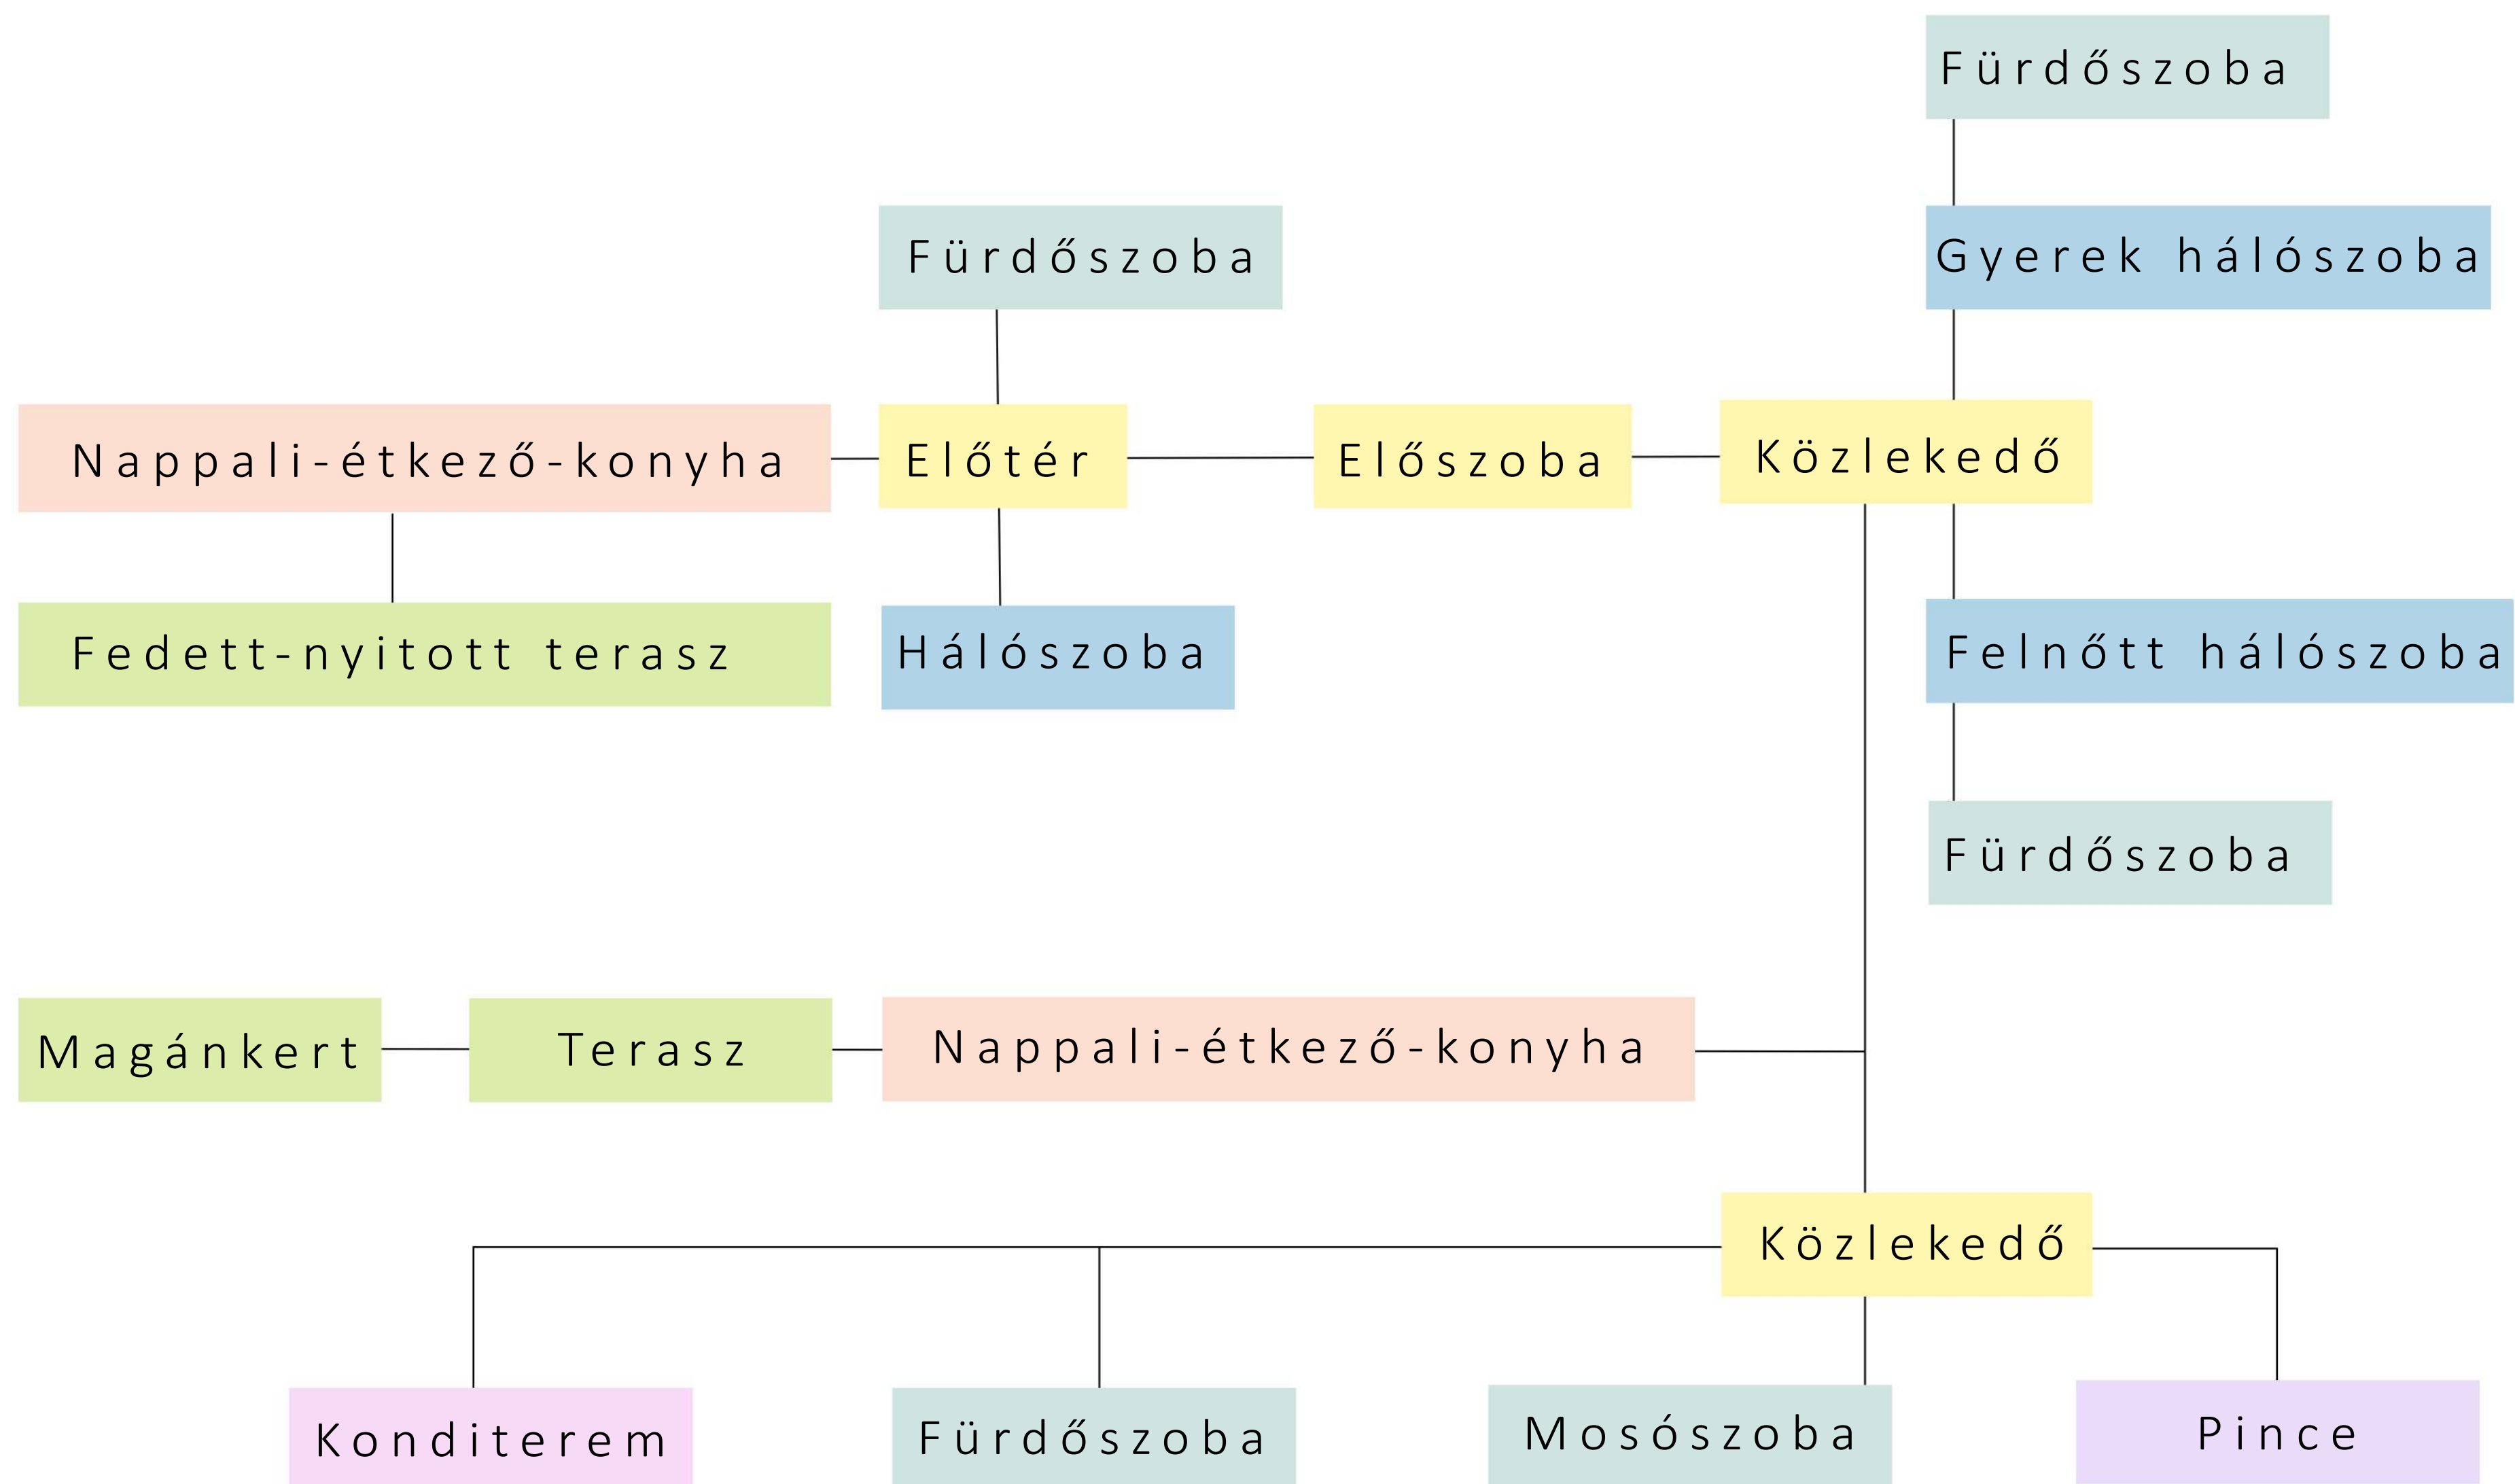 Fürdőszoba
Fürdőszoba
Gyerek hálószoba
Nappali-étkező-konyha
Előtér
Előszoba
Közlekedő
Fedett-nyitott terasz
Hálószoba
Felnőtt hálószoba
Fürdőszoba
Magánkert
Terasz
Nappali-étkező-konyha
Közlekedő
Konditerem
Fürdőszoba
Mosószoba
Pince